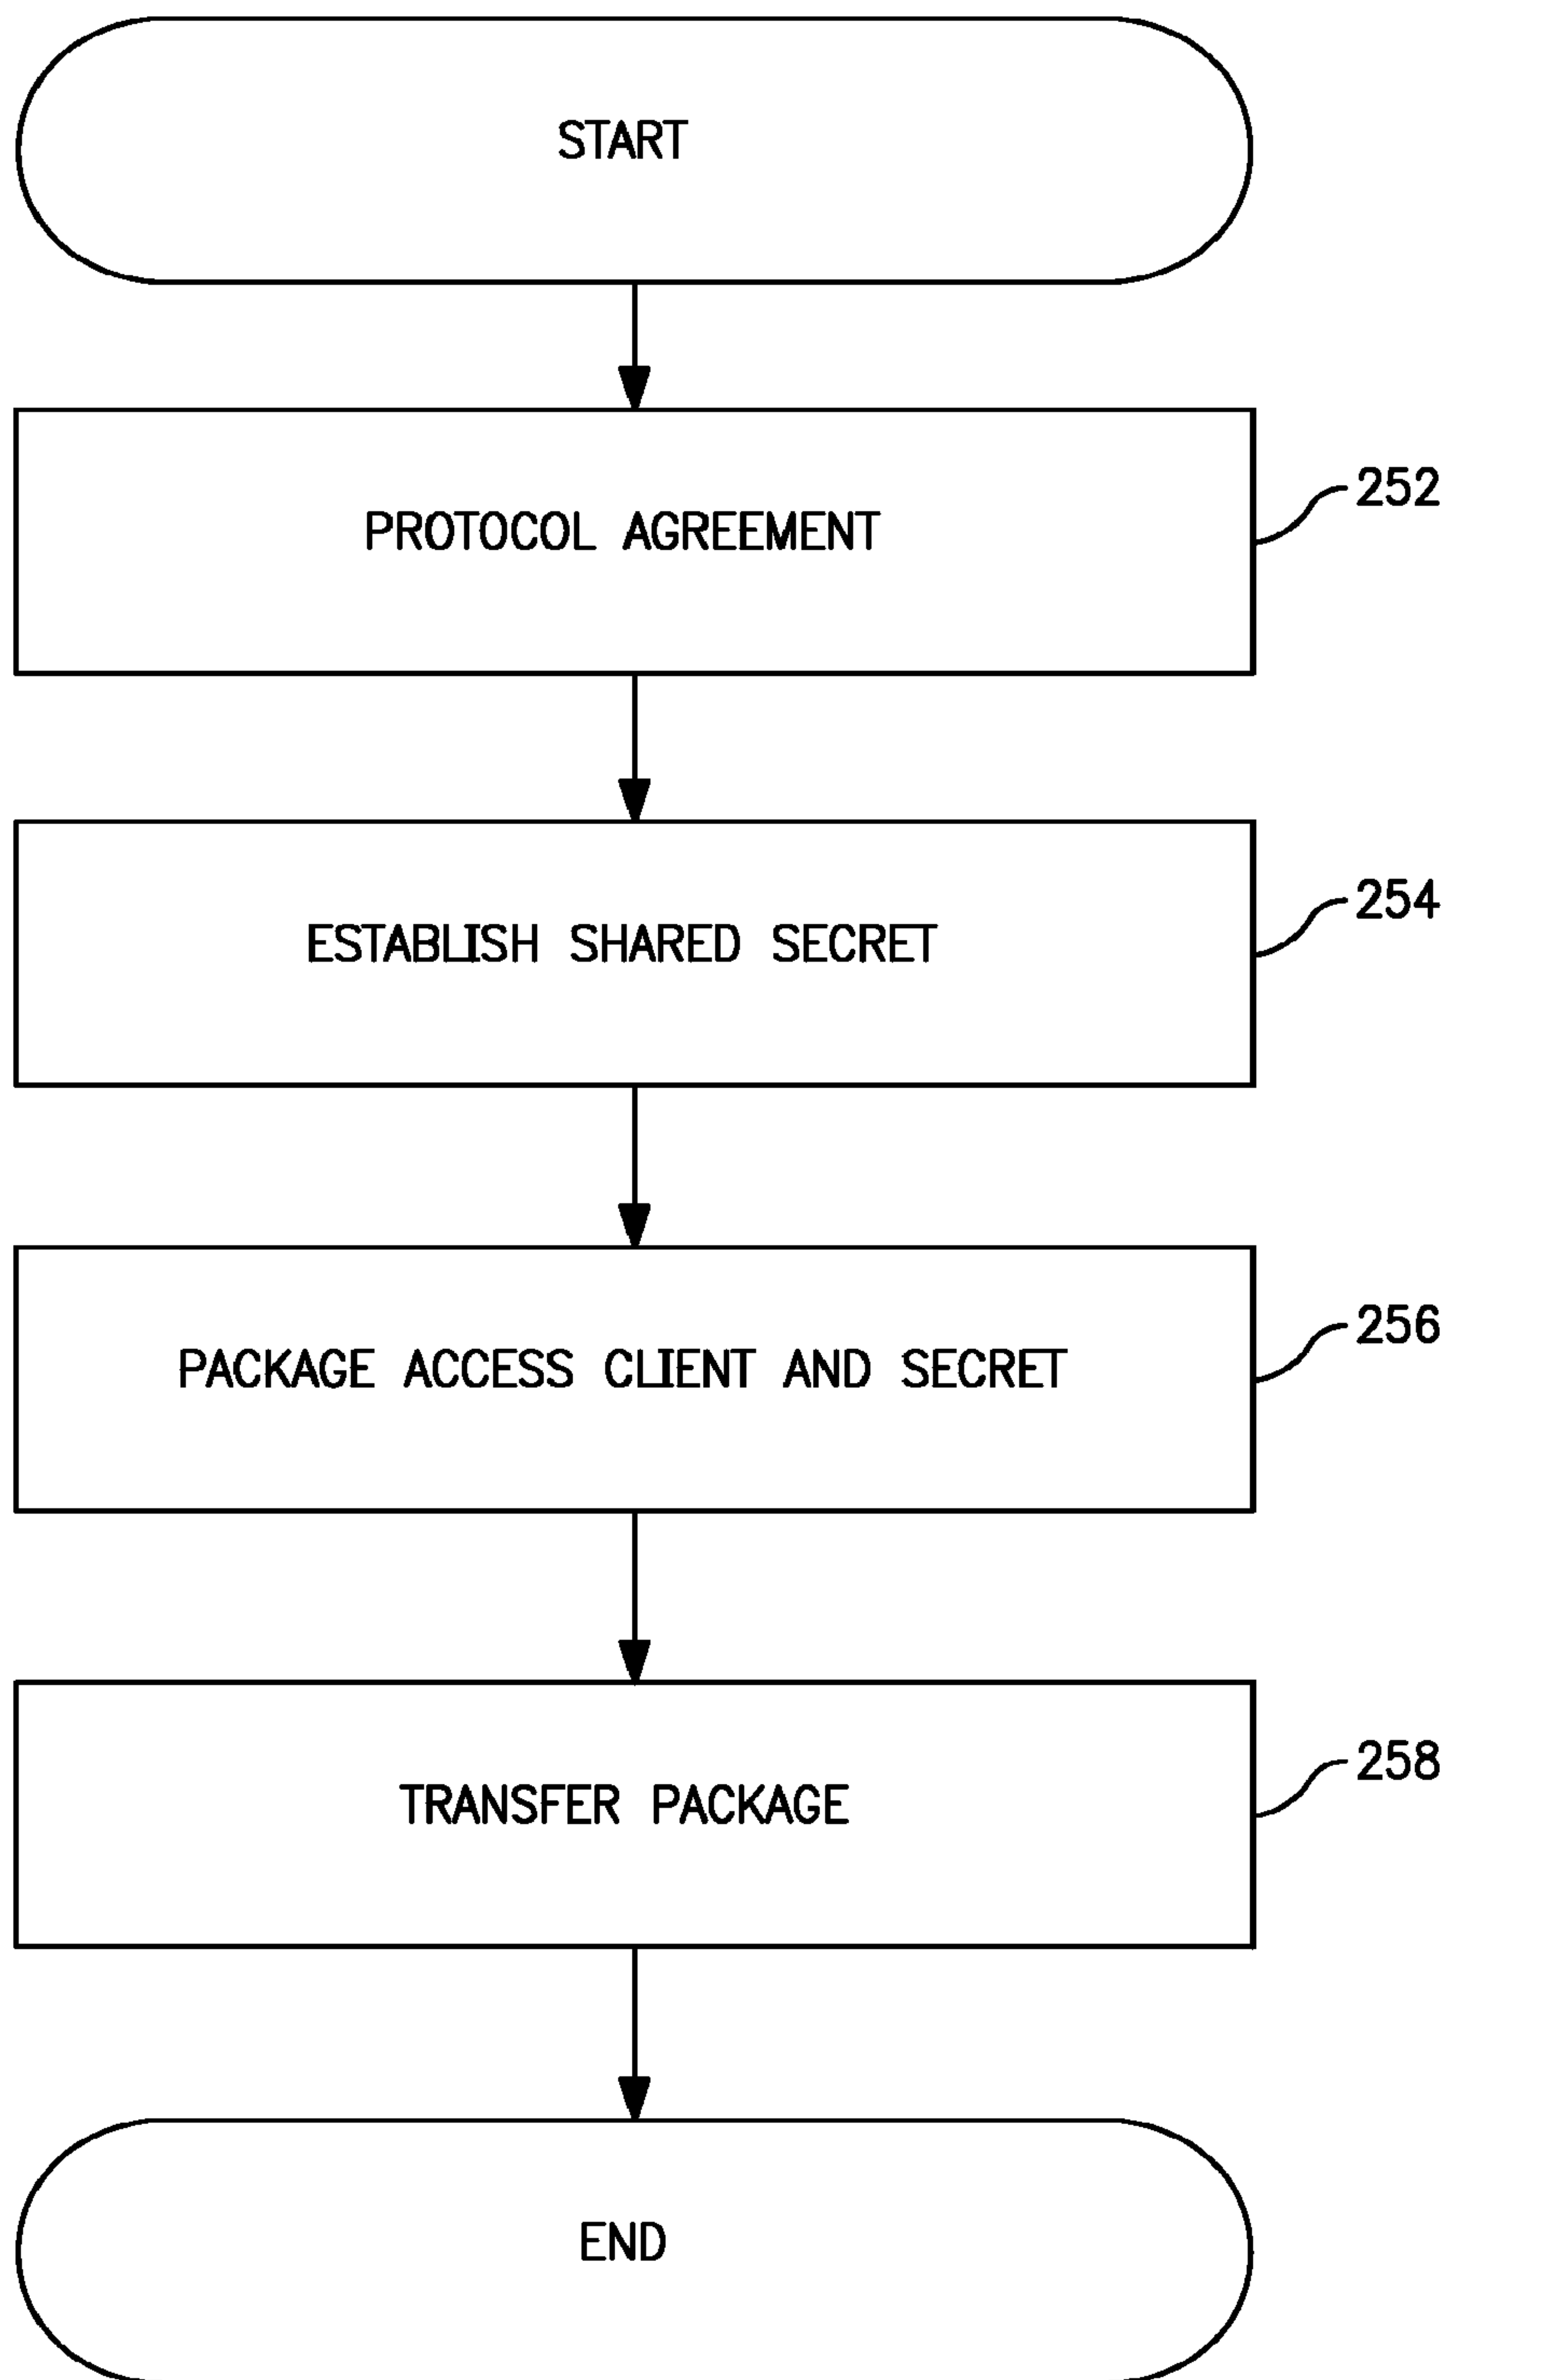 START
PROTOCOL AGREEMENT
252
ESTABLISH SHARED SECRET
254
PACKAGE ACCESS CLIENT AND SECRET
256
TRANSFER PACKAGE
258
END